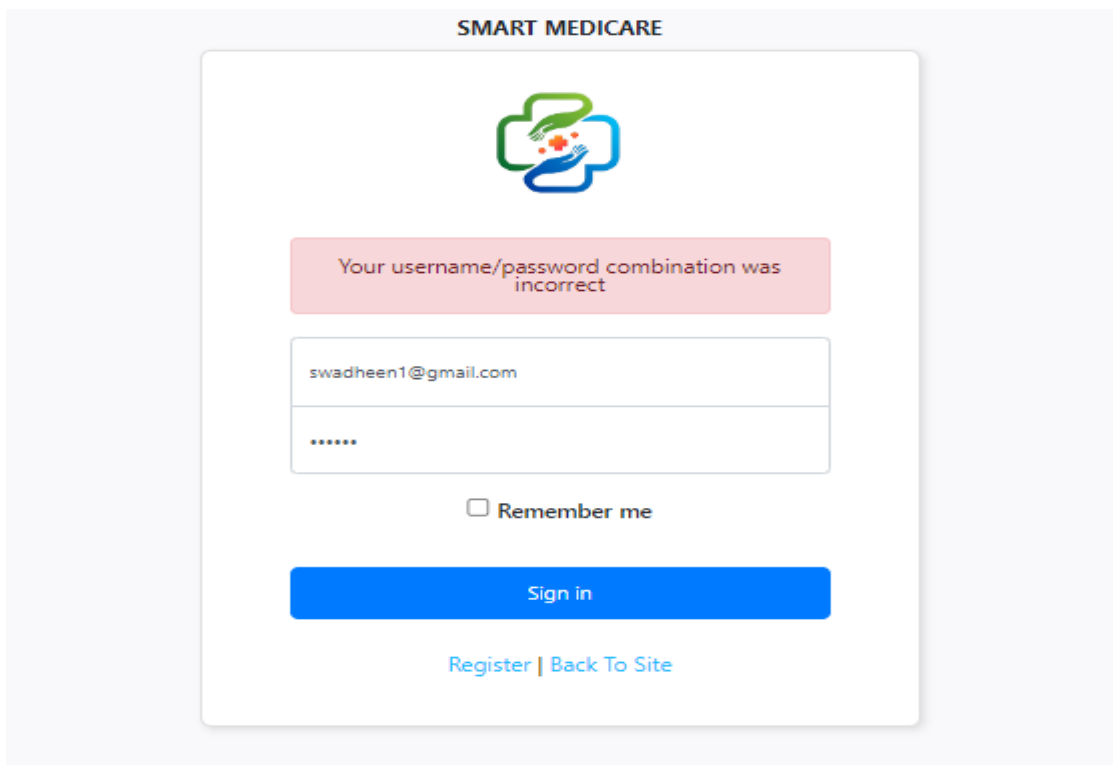 SMART MEDICARE
Your username/password combination was
incorrect
swadheen1@gmail.com
••••••
Remember me
Sign in
Register | Back To Site